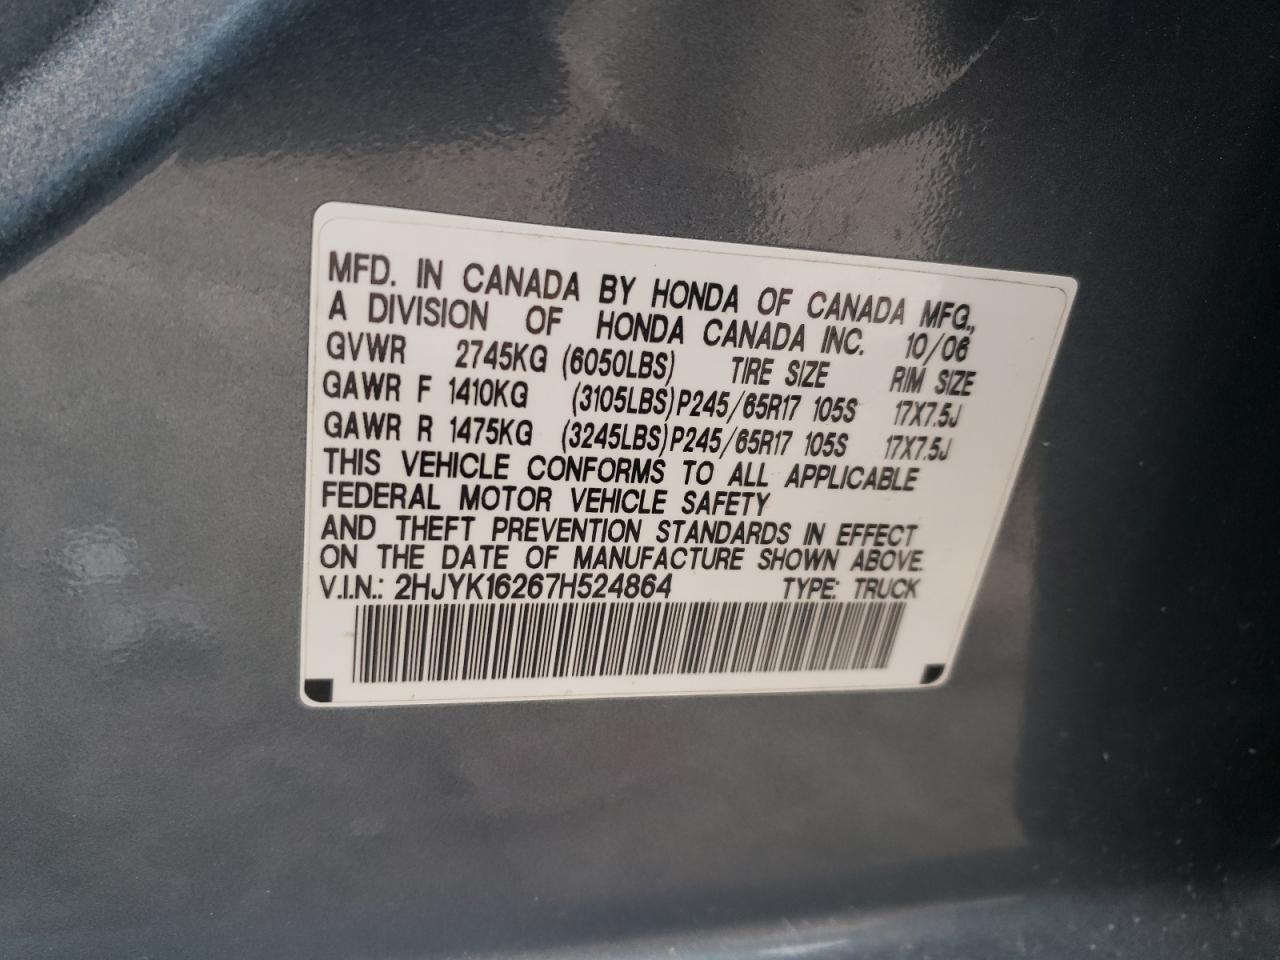 MFD. IN CANADA BY HONDA OF CANADA MFG.,
A DIVISION OF HONDA CANADA INC. 10/06
GVWR 2745KG (6050LBS) TIRE SIZE RIM SIZE
GAWR F 1410KG (3105LBS) P245/65R17 105S 17X7.5J
GAWR R 1475KG (3245LBS) P245/65R17 105S 17X7.5J
THIS VEHICLE CONFORMS TO ALL APPLICABLE
FEDERAL MOTOR VEHICLE SAFETY
AND THEFT PREVENTION STANDARDS IN EFFECT
ON THE DATE OF MANUFACTURE SHOWN ABOVE.
V.I.N.: 2HJYK16267H524864 TYPE: TRUCK